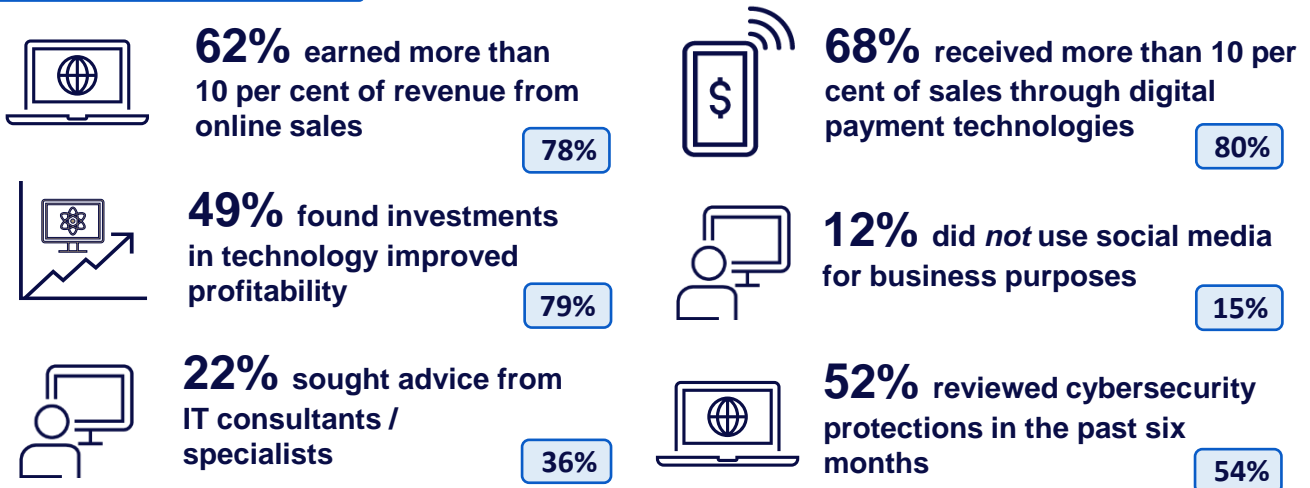 62% earned more than
10 per cent of revenue from
online sales
78%
68% received more than 10 per
cent of sales through digital
payment technologies
80%
49% found investments
in technology improved
profitability
79%
12% did not use social media
for business purposes
15%
22% sought advice from
IT consultants /
specialists
36%
52% reviewed cybersecurity
protections in the past six
months
54%
$